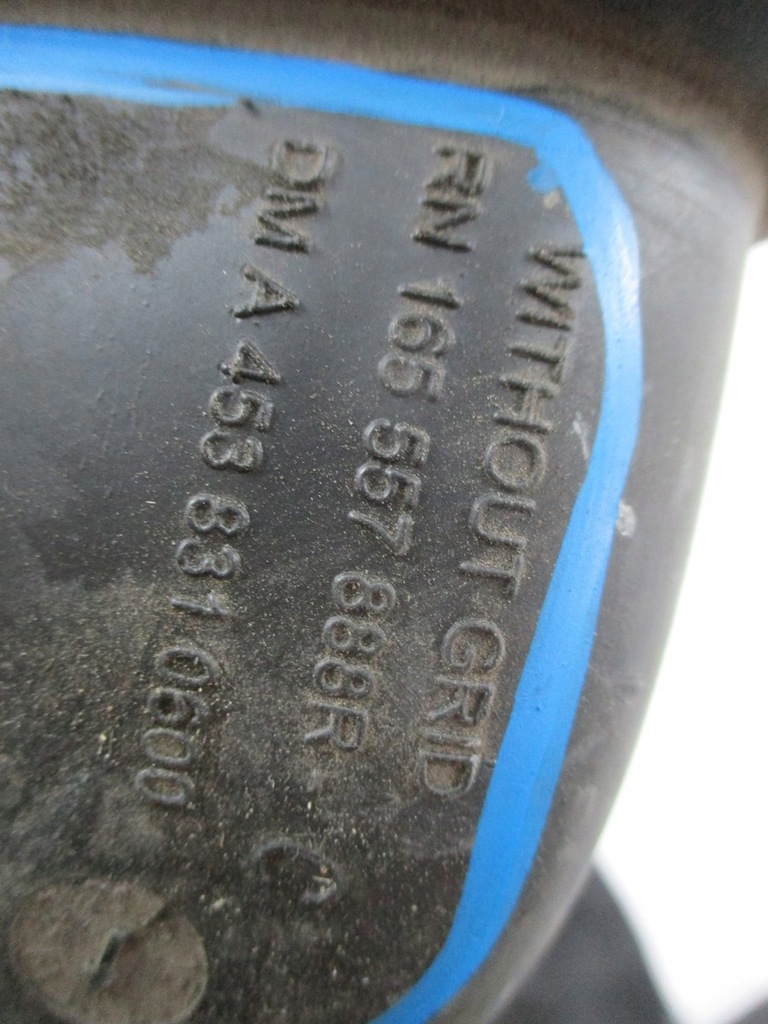 WITHOUT GRID
RN 165 557 888R
DM A 453 831 0600
C